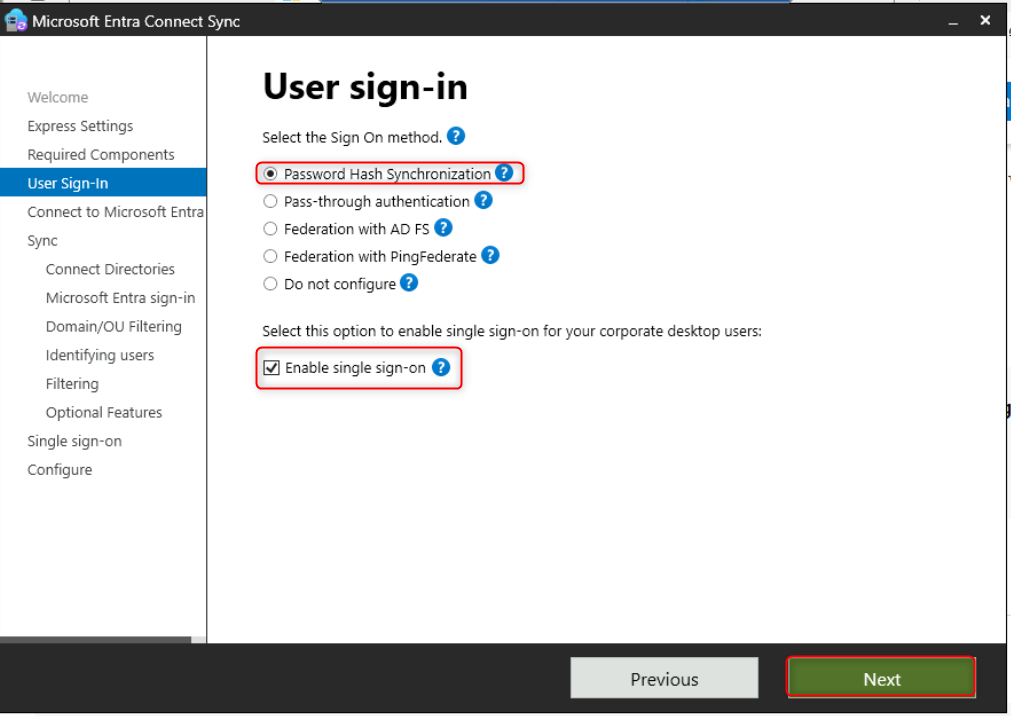 Microsoft Entra Connect Sync
Welcome
Express Settings
Required Components
User Sign-In
Connect to Microsoft Entra
Sync
Connect Directories
Microsoft Entra sign-in
Domain/OU Filtering
Identifying users
Filtering
Optional Features
Single sign-on
Configure
User sign-in
Select the Sign On method. ?
Password Hash Synchronization ?
Pass-through authentication ?
Federation with AD FS ?
Federation with PingFederate ?
Do not configure ?
Select this option to enable single sign-on for your corporate desktop users:
Enable single sign-on ?
Previous
Next